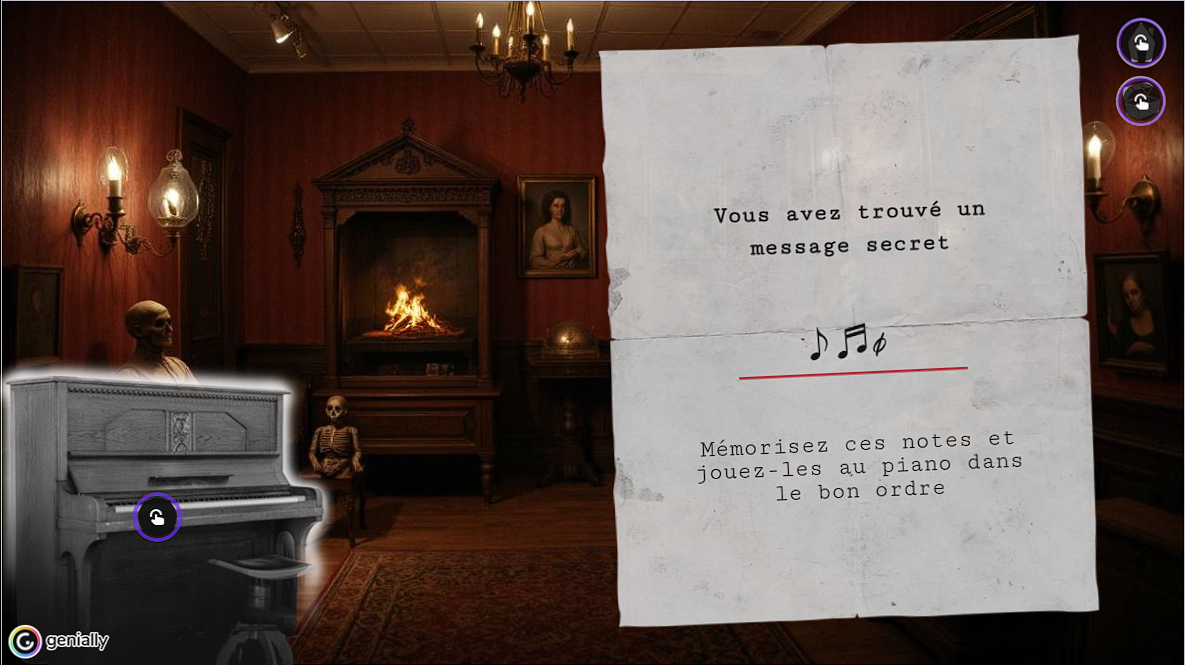 Vous avez trouvé un
message secret
Mémorisez ces notes et
jouez-les au piano dans
le bon ordre
genially